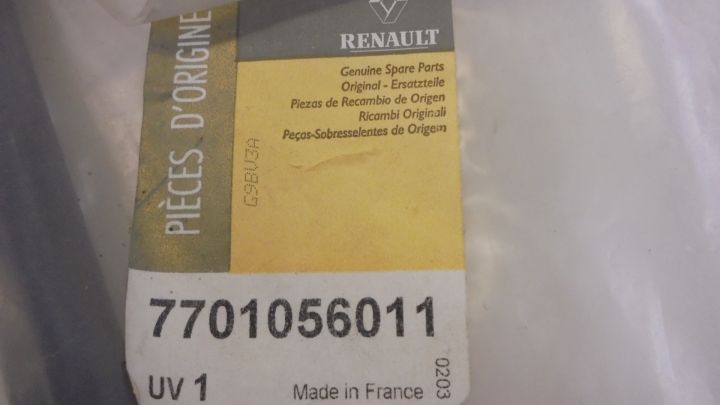 PIÈCES D'ORIGINE
RENAULT
Genuine Spare Parts
Original - Ersatzteile
Piezas de Recambio de Origen
Ricambi Originali
Peças-Sobresselentes de Origem
G9BV3A
7701056011
UV 1
Made in France
0203